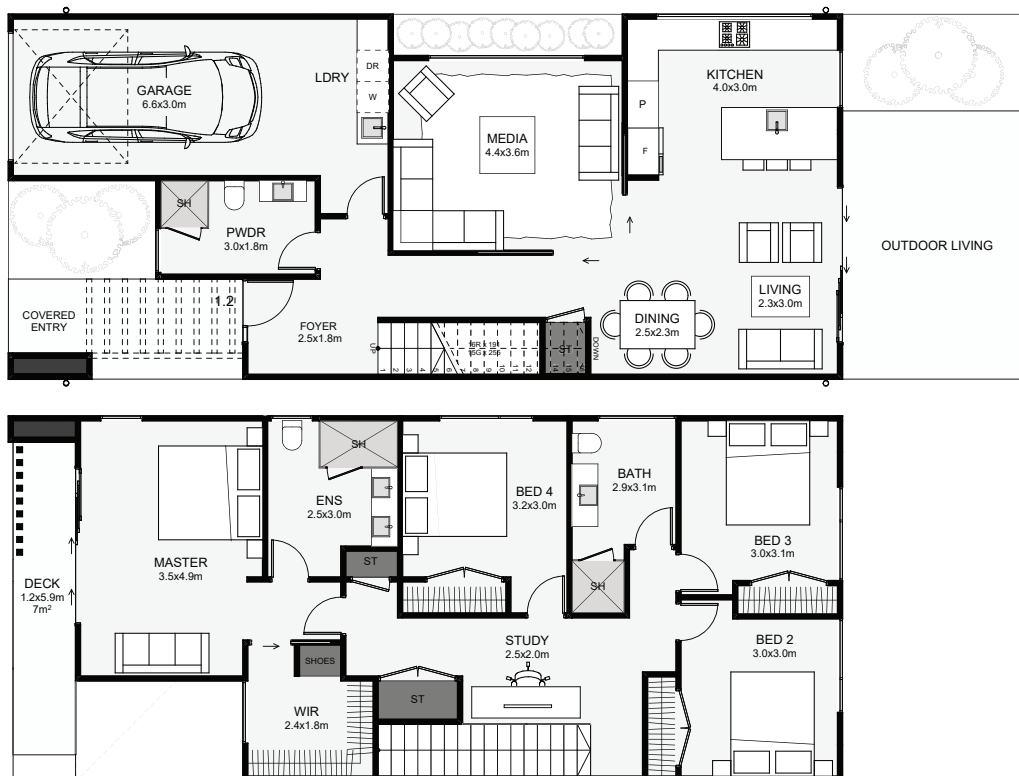 GARAGE
6.6x3.0m
LDRY
DR
W
MEDIA
4.4x3.6m
KITCHEN
4.0x3.0m
P
F
SH
PWDR
3.0x1.8m
OUTDOOR LIVING
LIVING
2.3x3.0m
DINING
2.5x2.3m
COVERED
ENTRY
1.2
FOYER
2.5x1.8m
UP
1
2
3
4
5
6
7
8
9
10
11
12
14
15
16R x 191
15G x 255
ST
DOWN
MASTER
3.5x4.9m
DECK
1.2x5.9m
7m²
ENS
2.5x3.0m
SH
ST
BED 4
3.2x3.0m
BATH
2.9x3.1m
SH
BED 3
3.0x3.1m
BED 2
3.0x3.0m
STUDY
2.5x2.0m
SHOES
WIR
2.4x1.8m
ST